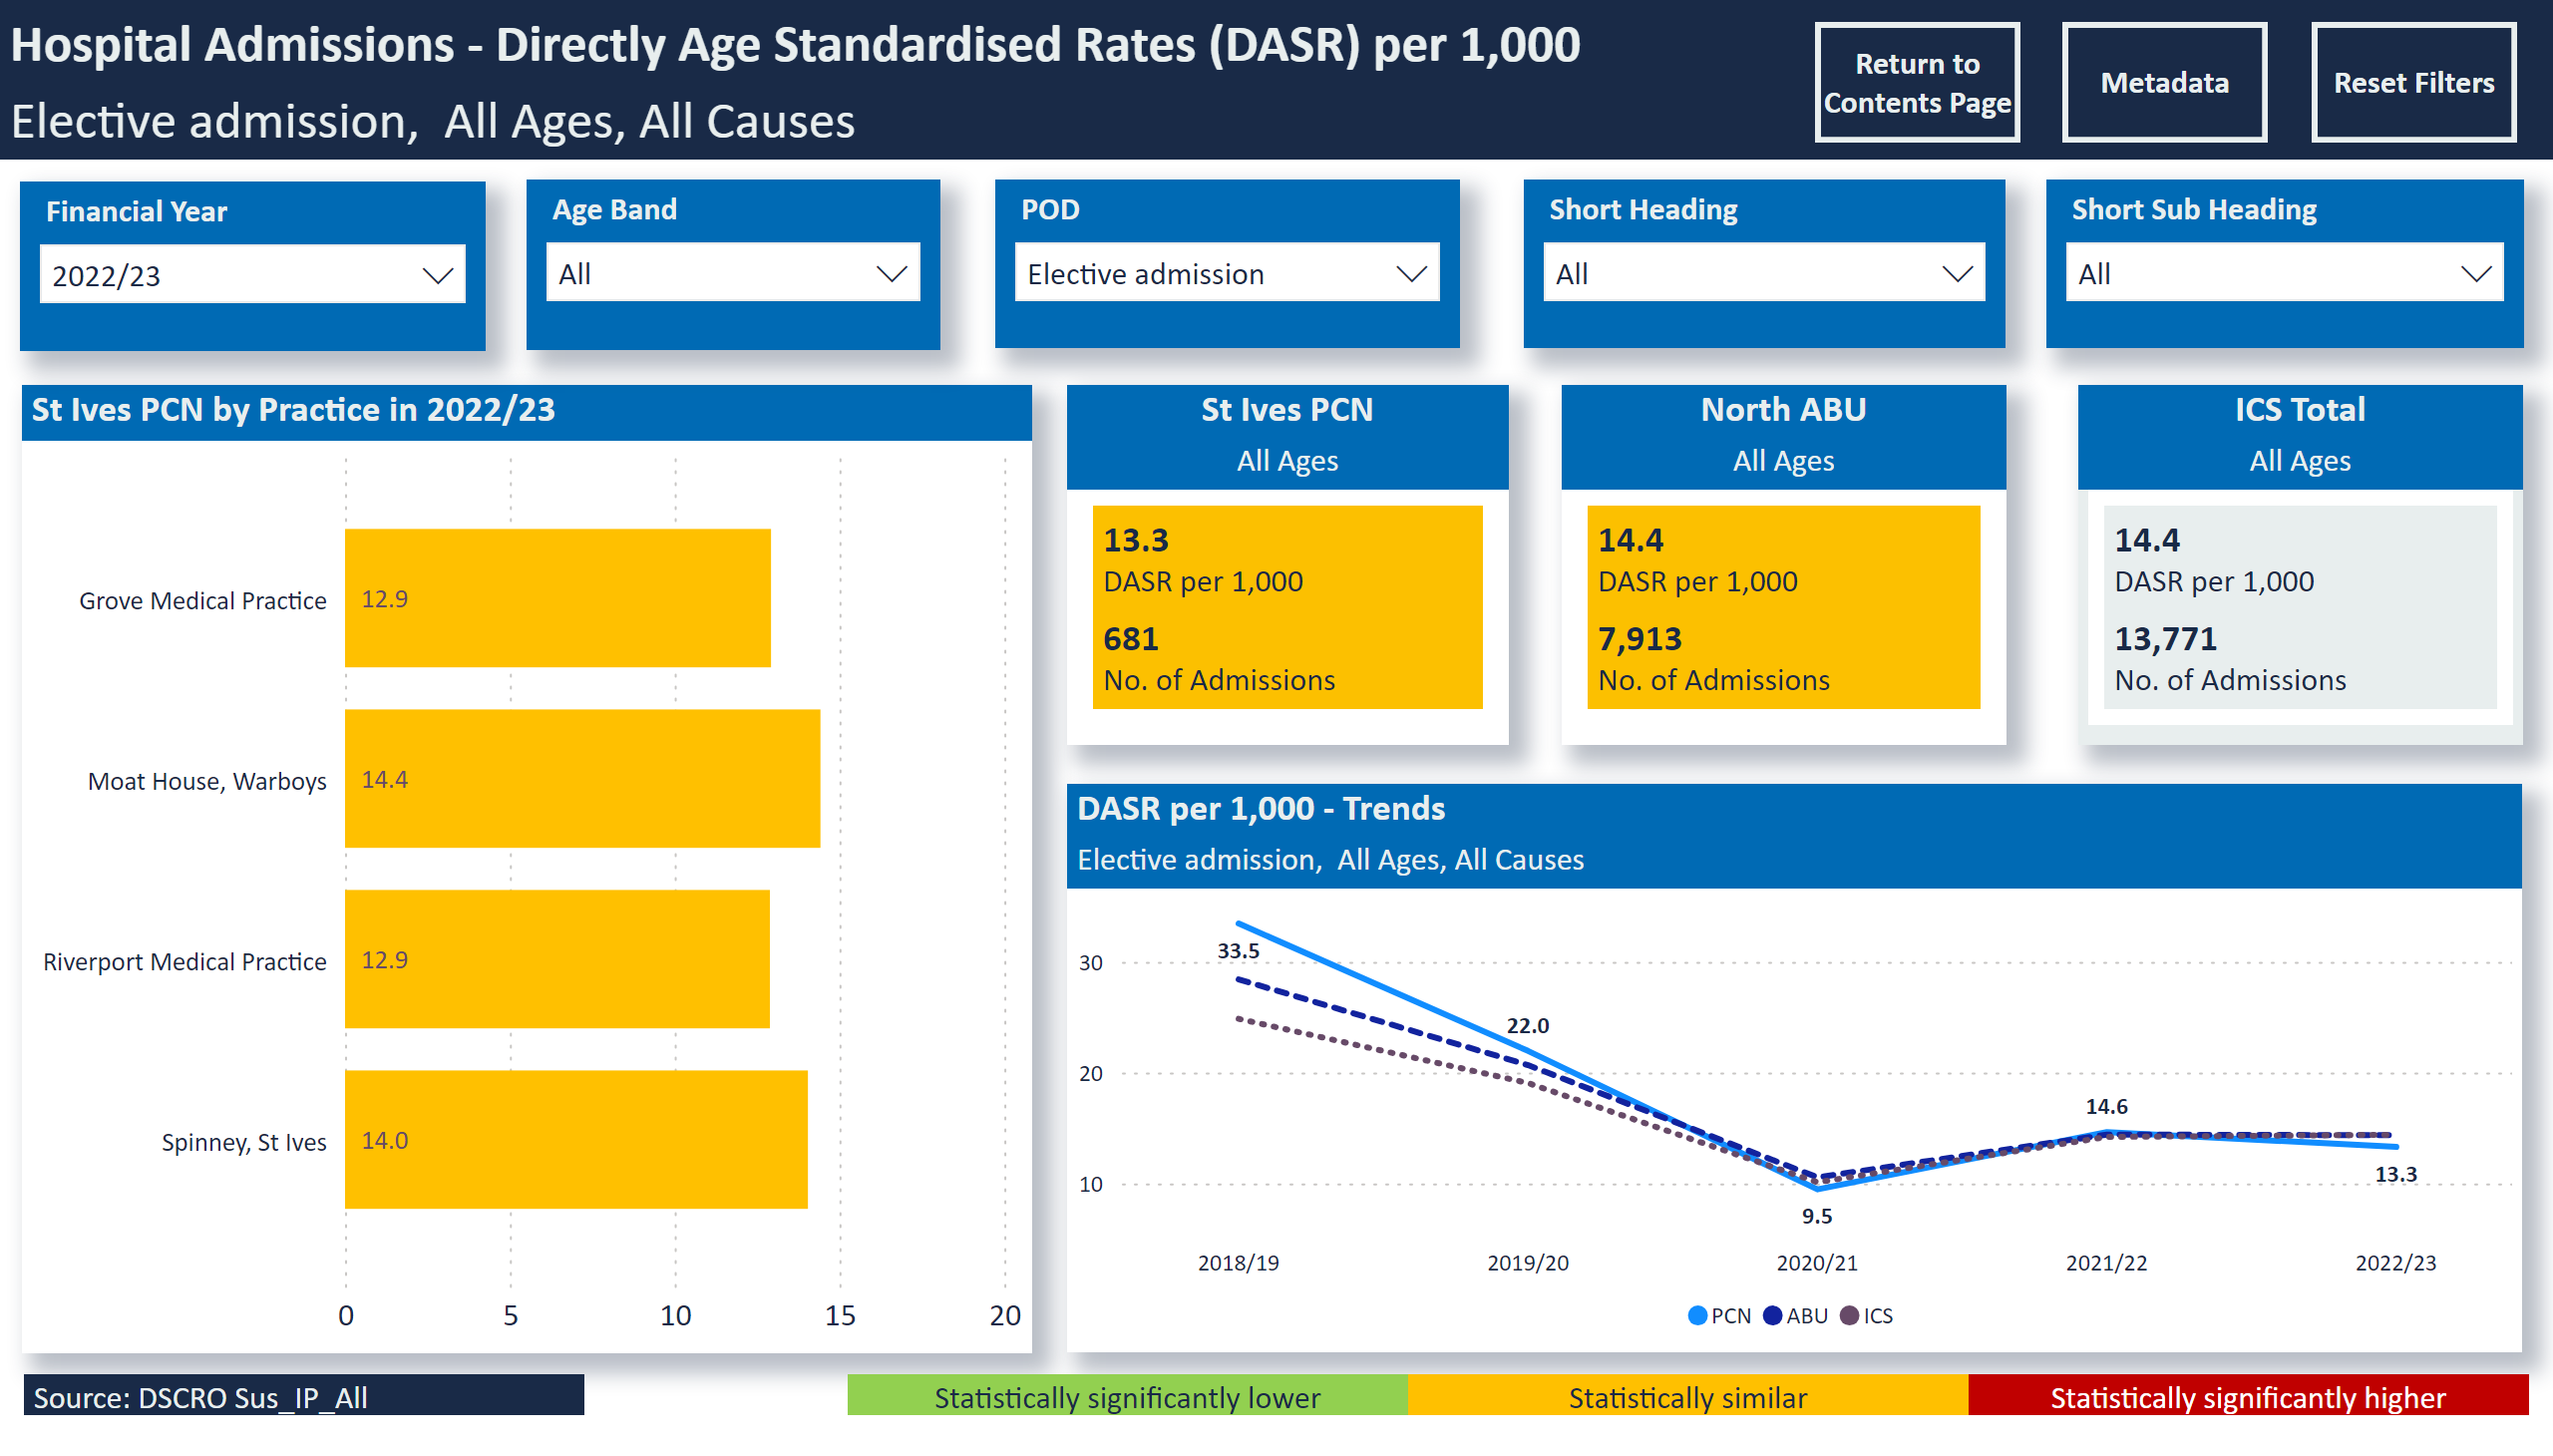 Hospital Admissions - Directly Age Standardised Rates (DASR) per 1,000
Elective admission,  All Ages, All Causes
Return to
Contents Page
Metadata
Reset Filters
Financial Year
2022/23
Age Band
All
POD
Elective admission
Short Heading
All
Short Sub Heading
All
St Ives PCN by Practice in 2022/23
Grove Medical Practice
12.9
Moat House, Warboys
14.4
Riverport Medical Practice
12.9
Spinney, St Ives
14.0
0 5 10 15 20
St Ives PCN
All Ages
13.3
DASR per 1,000
681
No. of Admissions
North ABU
All Ages
14.4
DASR per 1,000
7,913
No. of Admissions
ICS Total
All Ages
14.4
DASR per 1,000
13,771
No. of Admissions
DASR per 1,000 - Trends
Elective admission,  All Ages, All Causes
30
20
10
33.5
22.0
9.5
14.6
13.3
2018/19 2019/20 2020/21 2021/22 2022/23
PCN ABU ICS
Source: DSCRO Sus_IP_All
Statistically significantly lower
Statistically similar
Statistically significantly higher